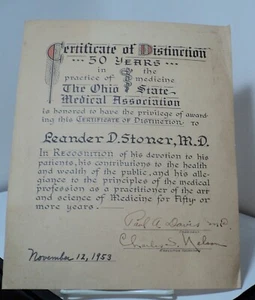 Certificate of Distinction
50 YEARS
in the
practice of medicine
The Ohio State
Medical Association
is honored to have the privilege of award-
ing this CERTIFICATE OF DISTINCTION TO
Leander D. Stoner, M.D.
IN RECOGNITION of his devotion to his
patients, his contributions to the health
and wealth of the public, and his alle-
giance to the principles of the medical
profession as a practitioner of the art
and science of Medicine for Fifty
or more years.
Paul A. Davis M.D.
Charles S. Nelson
November 12, 1953